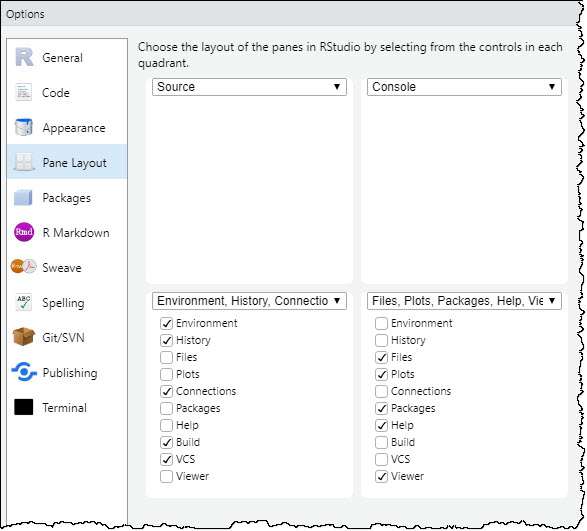 Options
General
Code
Appearance
Pane Layout
Packages
Rmd R Markdown
Sweave
ABC Spelling
Git/SVN
Publishing
Terminal
Choose the layout of the panes in RStudio by selecting from the controls in each
quadrant.
Source
Console
Environment, History, Connectio
Environment
History
Files
Plots
Connections
Packages
Help
Build
VCS
Viewer
Files, Plots, Packages, Help, Vie
Environment
History
Files
Plots
Connections
Packages
Help
Build
VCS
Viewer